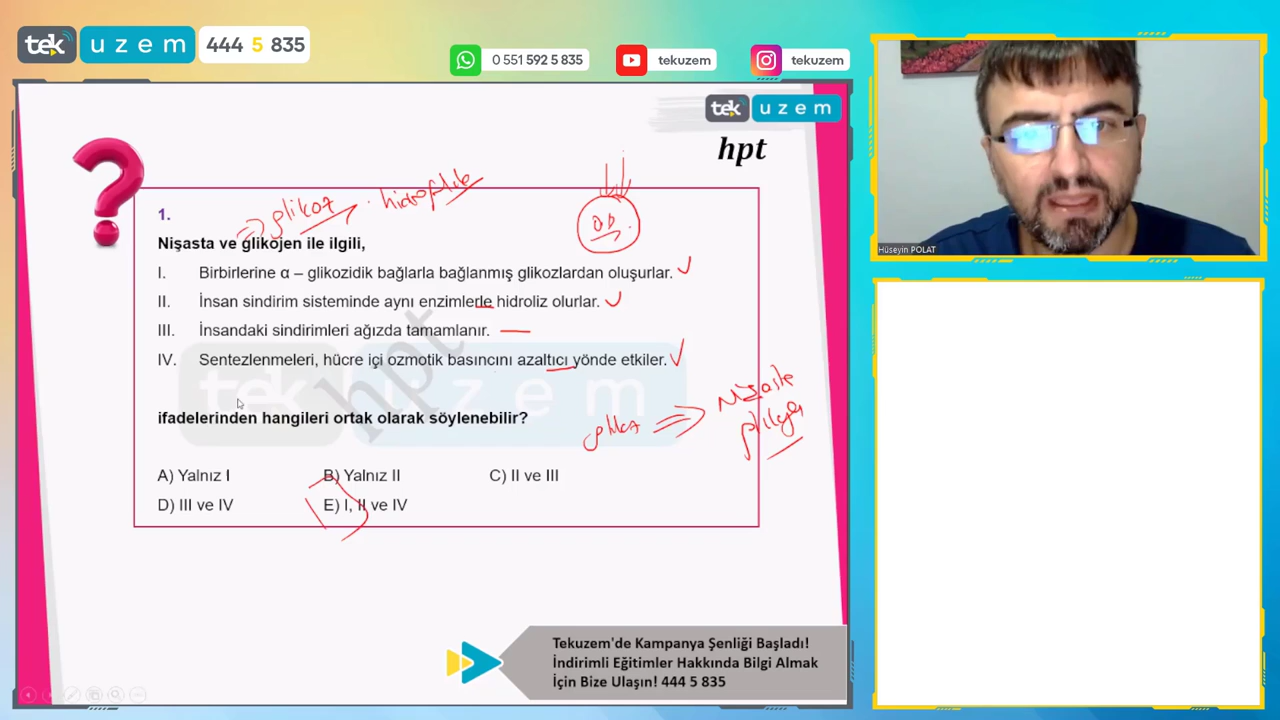 tek uzem 444 5 835
0 551 592 5 835 tekuzem tekuzem
tek uzem
hpt
glikoz hidrofilik
1.
Nişasta ve glikojen ile ilgili,
I. Birbirlerine α – glikozidik bağlarla bağlanmış glikozlardan oluşurlar.
II. İnsan sindirim sisteminde aynı enzimlerle hidroliz olurlar.
III. İnsandaki sindirimleri ağızda tamamlanır.
IV. Sentezlenmeleri, hücre içi ozmotik basıncını azaltıcı yönde etkiler.
tek uzem
hpt
Nişasta
ifadelerinden hangileri ortak olarak söylenebilir?
A) Yalnız I B) Yalnız II C) II ve III
D) III ve IV E) I, II ve IV
Tekuzem'de Kampanya Şenliği Başladı!
İndirimli Eğitimler Hakkında Bilgi Almak
İçin Bize Ulaşın! 444 5 835
Hüseyin POLAT